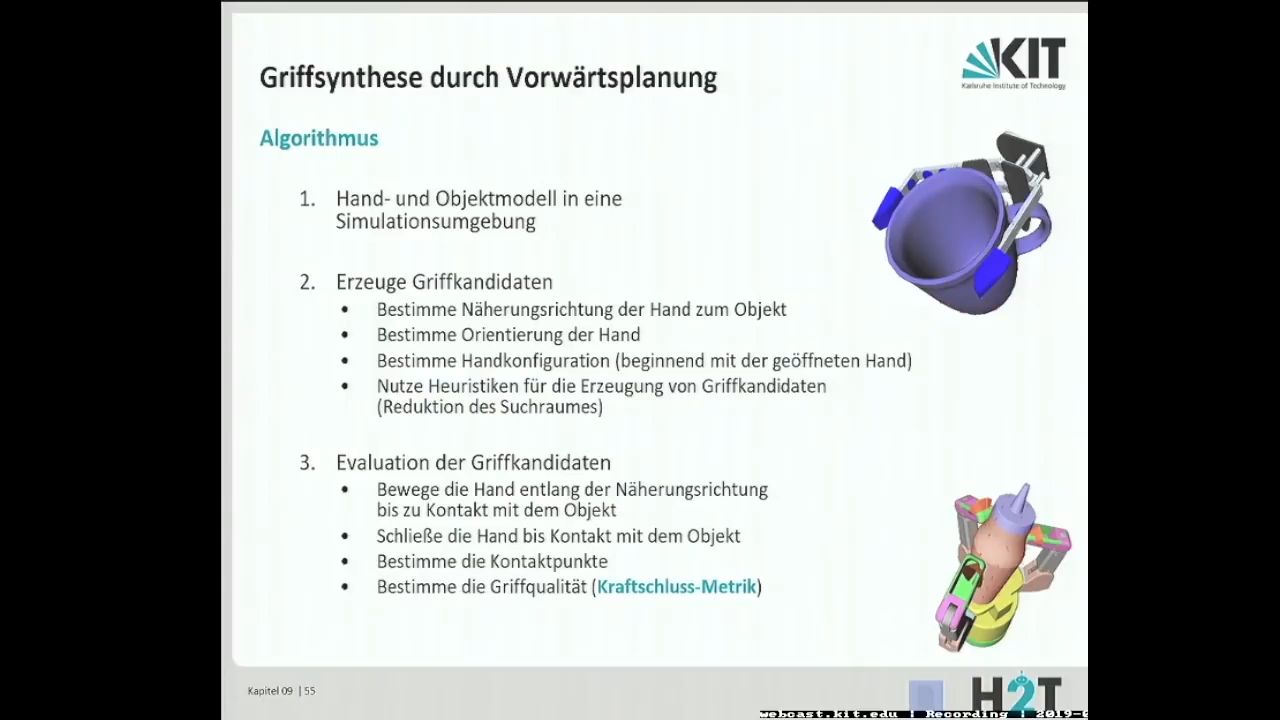 Griffsynthese durch Vorwärtsplanung
KIT
Karlsruhe Institute of Technology
Algorithmus
1. Hand- und Objektmodell in eine
Simulationsumgebung
2. Erzeuge Griffkandidaten
• Bestimme Näherungsrichtung der Hand zum Objekt
• Bestimme Orientierung der Hand
• Bestimme Handkonfiguration (beginnend mit der geöffneten Hand)
• Nutze Heuristiken für die Erzeugung von Griffkandidaten
(Reduktion des Suchraumes)
3. Evaluation der Griffkandidaten
• Bewege die Hand entlang der Näherungsrichtung
bis zu Kontakt mit dem Objekt
• Schließe die Hand bis Kontakt mit dem Objekt
• Bestimme die Kontaktpunkte
• Bestimme die Griffqualität (Kraftschluss-Metrik)
Kapitel 09 | 55
H2T
webcast.kit.edu | Recording | 2019-